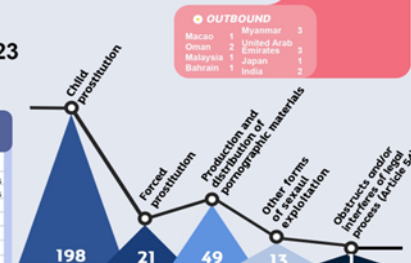 OUTBOUND
Macao 1
Oman 2
Malaysia 1
Bahrain 1
Myanmar 3
United Arab
Emirates 3
Japan 1
India 2
23
Child
prostitution
Forced
prostitution
Production and
distribution of
pornographic materials
Other forms
of sexual
exploitation
Obstructs and/or
interferes of legal
process (Article 54
198
21
49
13
1